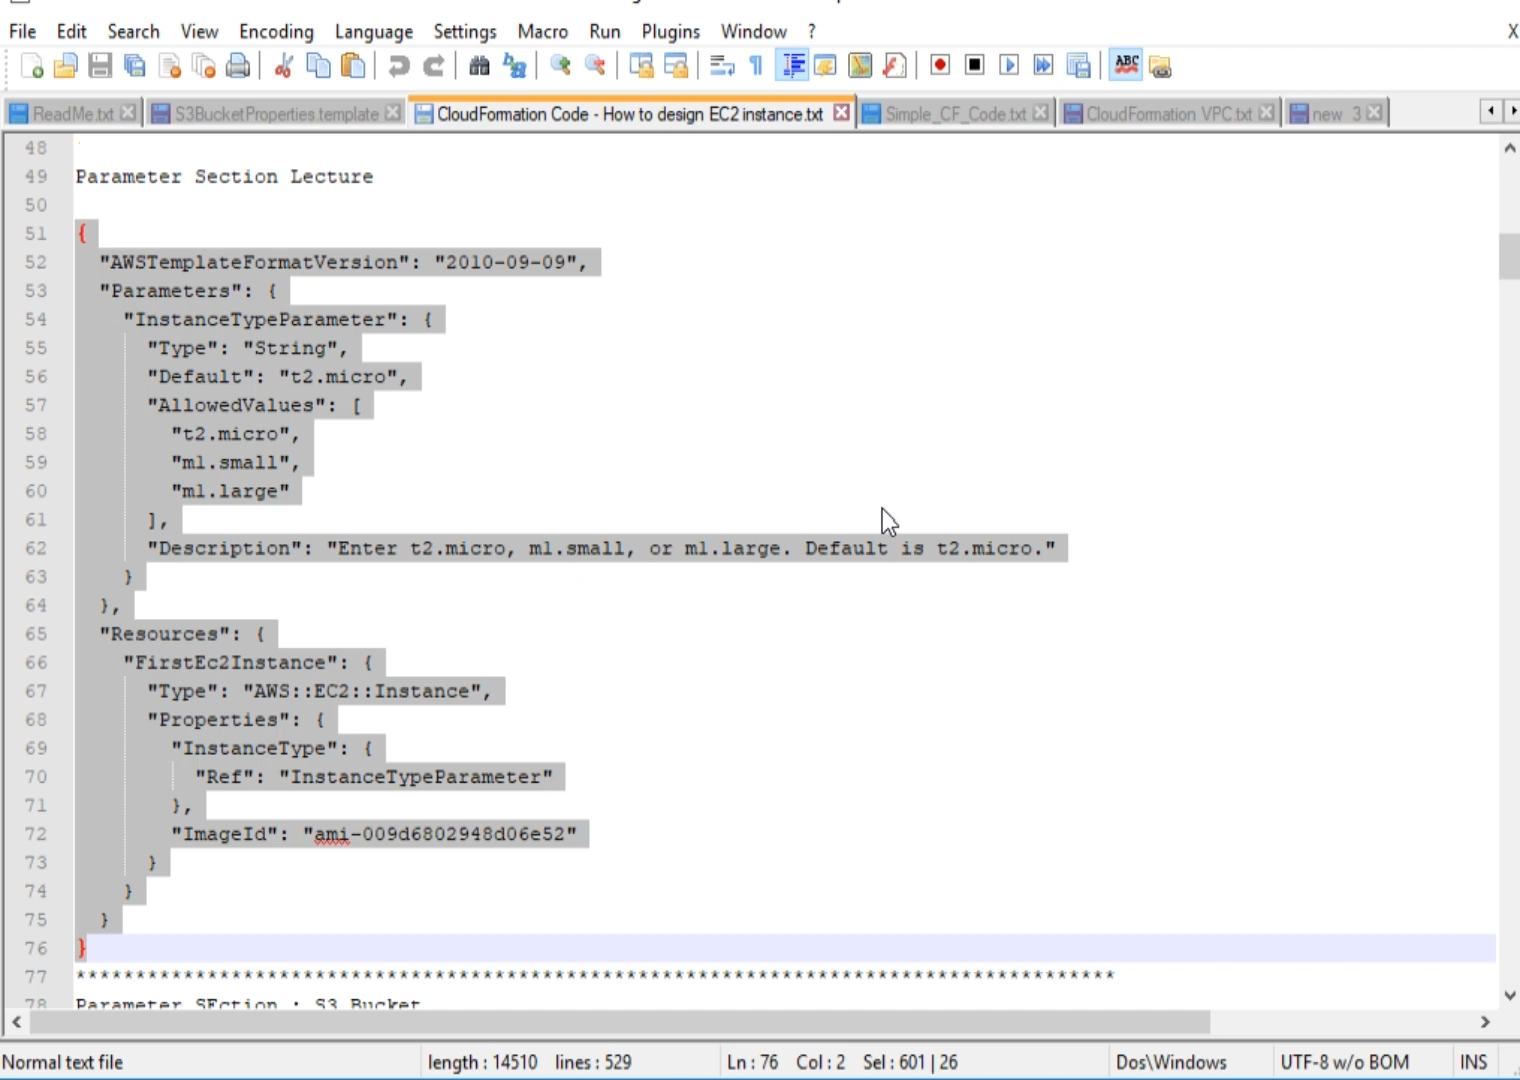 File Edit Search View Encoding Language Settings Macro Run Plugins Window ? X
ABC
ReadMe.txt S3BucketProperties.template CloudFormation Code - How to design EC2 instance.txt Simple_CF_Code.txt CloudFormation VPC.txt new 3
48
49 Parameter Section Lecture
50
51 {
52 "AWSTemplateFormatVersion": "2010-09-09",
53 "Parameters": {
54 "InstanceTypeParameter": {
55 "Type": "String",
56 "Default": "t2.micro",
57 "AllowedValues": [
58 "t2.micro",
59 "m1.small",
60 "m1.large"
61 ],
62 "Description": "Enter t2.micro, m1.small, or m1.large. Default is t2.micro."
63 }
64 },
65 "Resources": {
66 "FirstEc2Instance": {
67 "Type": "AWS::EC2::Instance",
68 "Properties": {
69 "InstanceType": {
70 "Ref": "InstanceTypeParameter"
71 },
72 "ImageId": "ami-009d6802948d06e52"
73 }
74 }
75 }
76 }
77 ***************************************************************************************
78 Parameter SEction : S3 Bucket
Normal text file length : 14510 lines : 529 Ln : 76 Col : 2 Sel : 601 | 26 Dos\Windows UTF-8 w/o BOM INS